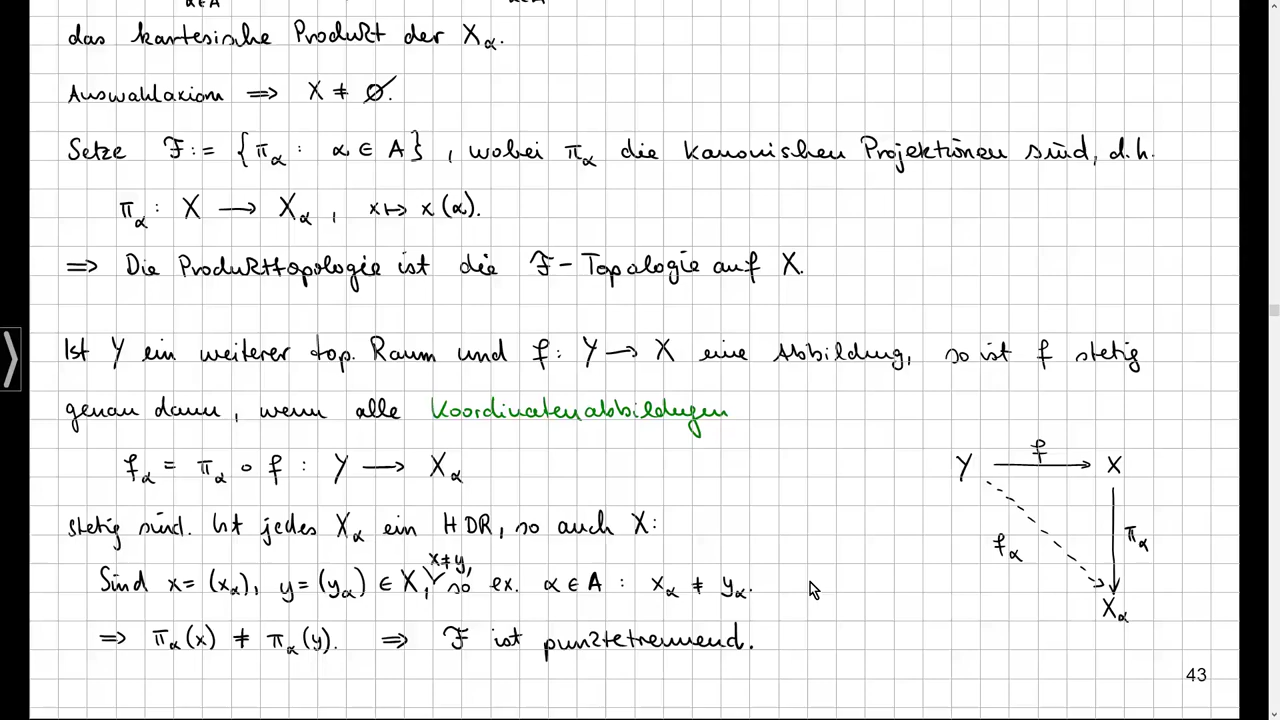 α∈A α∈A
das kartesische Produkt der X_α.
Auswahlaxiom ⟹ X ≠ ∅.
Setze ℱ := {π_α : α ∈ A}, wobei π_α die kanonischen Projektionen sind, d.h.
π_α : X ⟶ X_α, x ↦ x(α).
⟹ Die Produkttopologie ist die ℱ-Topologie auf X.
Ist Y ein weiterer top. Raum und f : Y ⟶ X eine Abbildung, so ist f stetig
genau dann, wenn alle Koordinatenabbildungen
f_α = π_α ∘ f : Y ⟶ X_α
stetig sind. Ist jedes X_α ein HDR, so auch X:
Sind x = (x_α), y = (y_α) ∈ X, x≠y, so ex. α ∈ A : x_α ≠ y_α.
⟹ π_α(x) ≠ π_α(y). ⟹ ℱ ist punktetrennend.
Y f X
f_α π_α
X_α
43